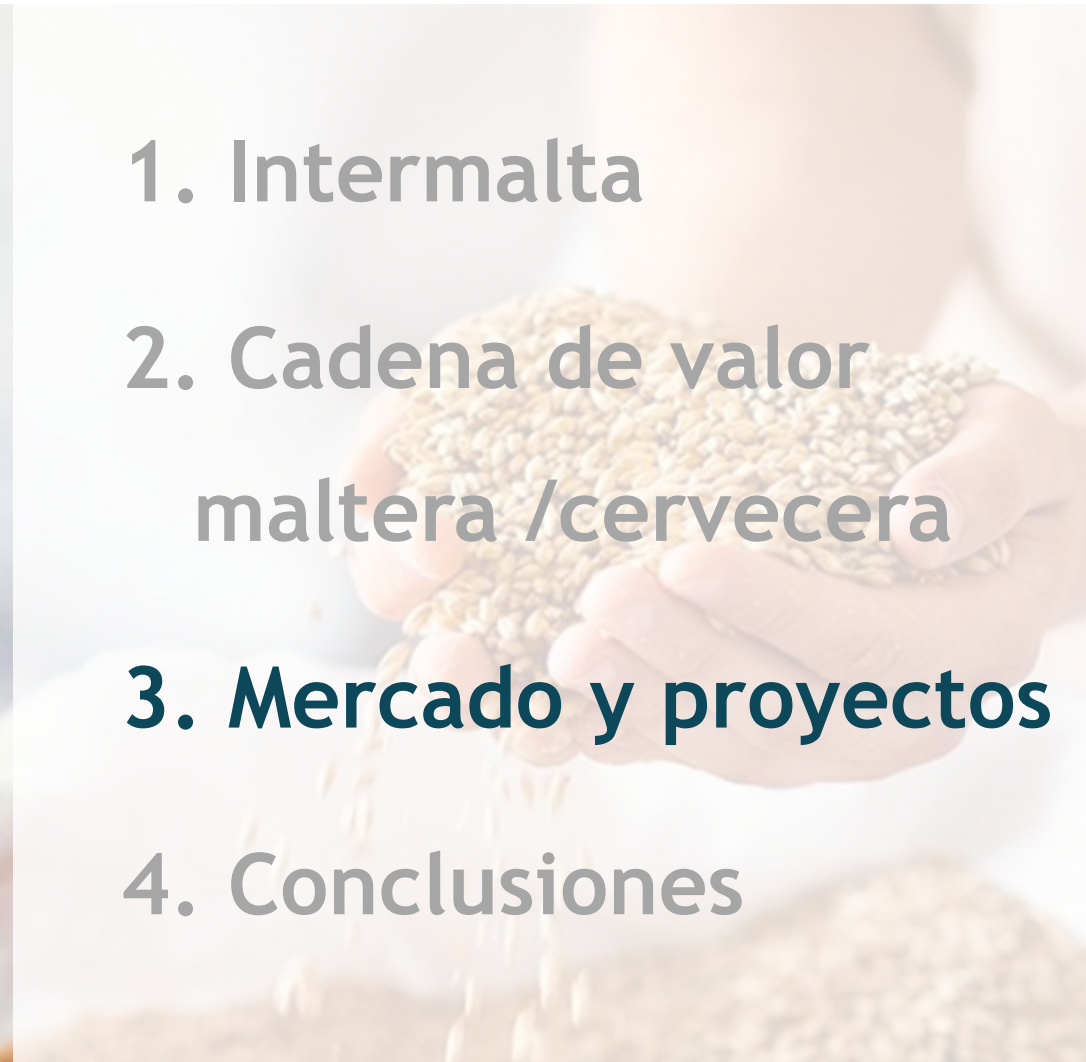 1. Intermalta
2. Cadena de valor
maltera /cervecera
3. Mercado y proyectos
4. Conclusiones